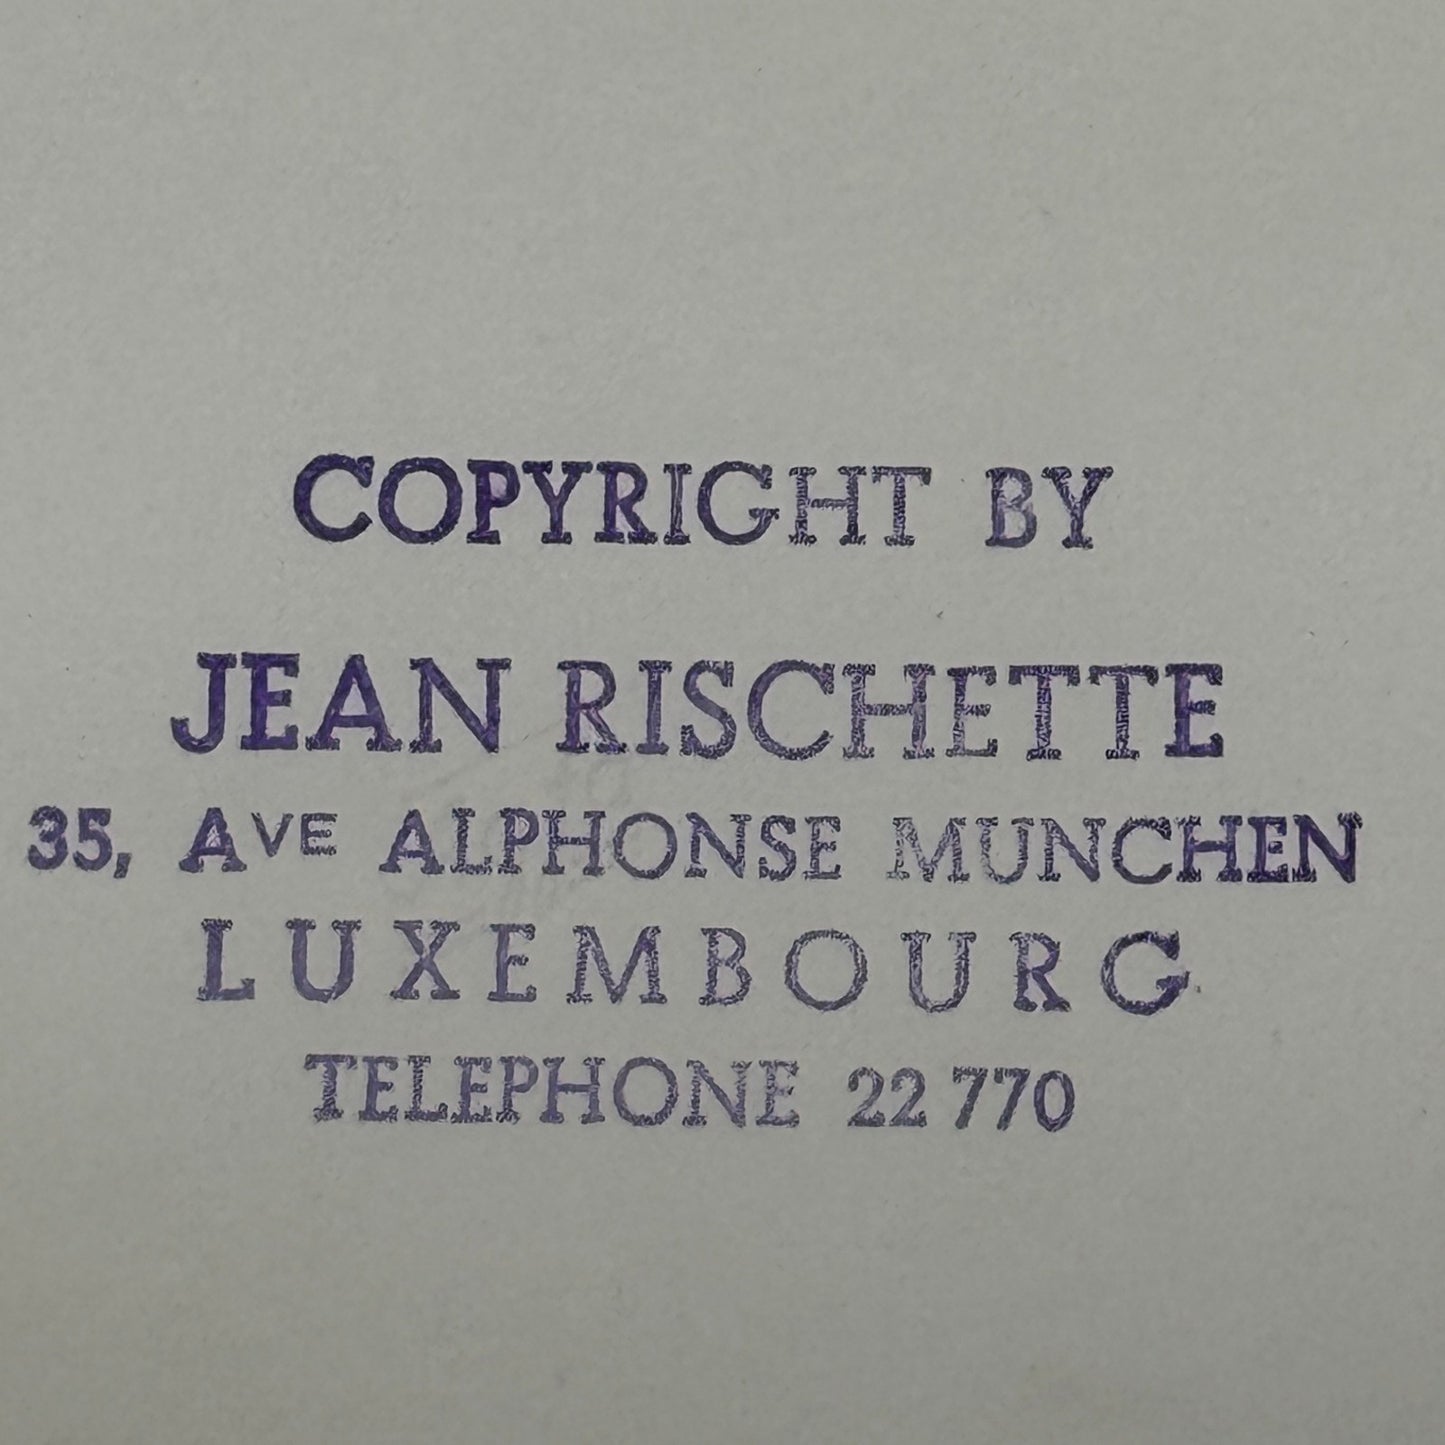 COPYRIGHT BY
JEAN RISCHETTE
35, AVE ALPHONSE MUNCHEN
LUXEMBOURG
TELEPHONE 22 770